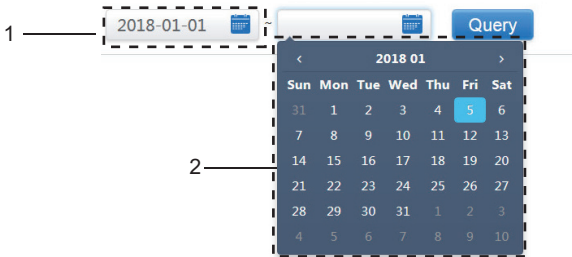 1 2018-01-01 ~ Query
‹ 2018 01 ›
Sun Mon Tue Wed Thu Fri Sat
31 1 2 3 4 5 6
7 8 9 10 11 12 13
2 14 15 16 17 18 19 20
21 22 23 24 25 26 27
28 29 30 31 1 2 3
4 5 6 7 8 9 10